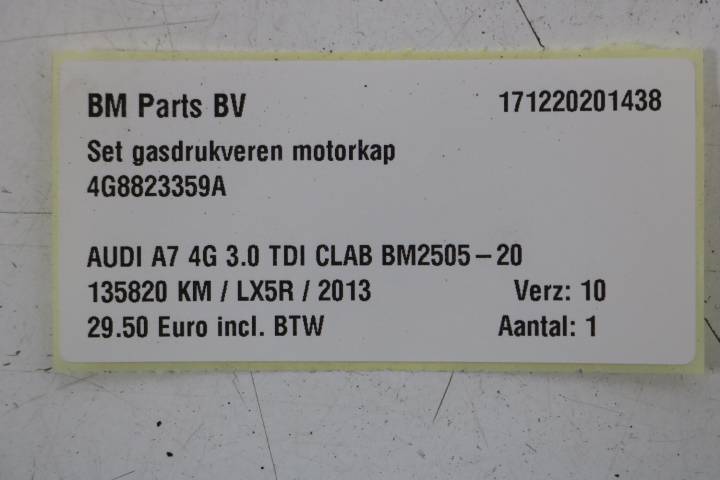 BM Parts BV 171220201438
Set gasdrukveren motorkap
4G8823359A
AUDI A7 4G 3.0 TDI CLAB BM2505-20
135820 KM / LX5R / 2013 Verz: 10
29.50 Euro incl. BTW Aantal: 1